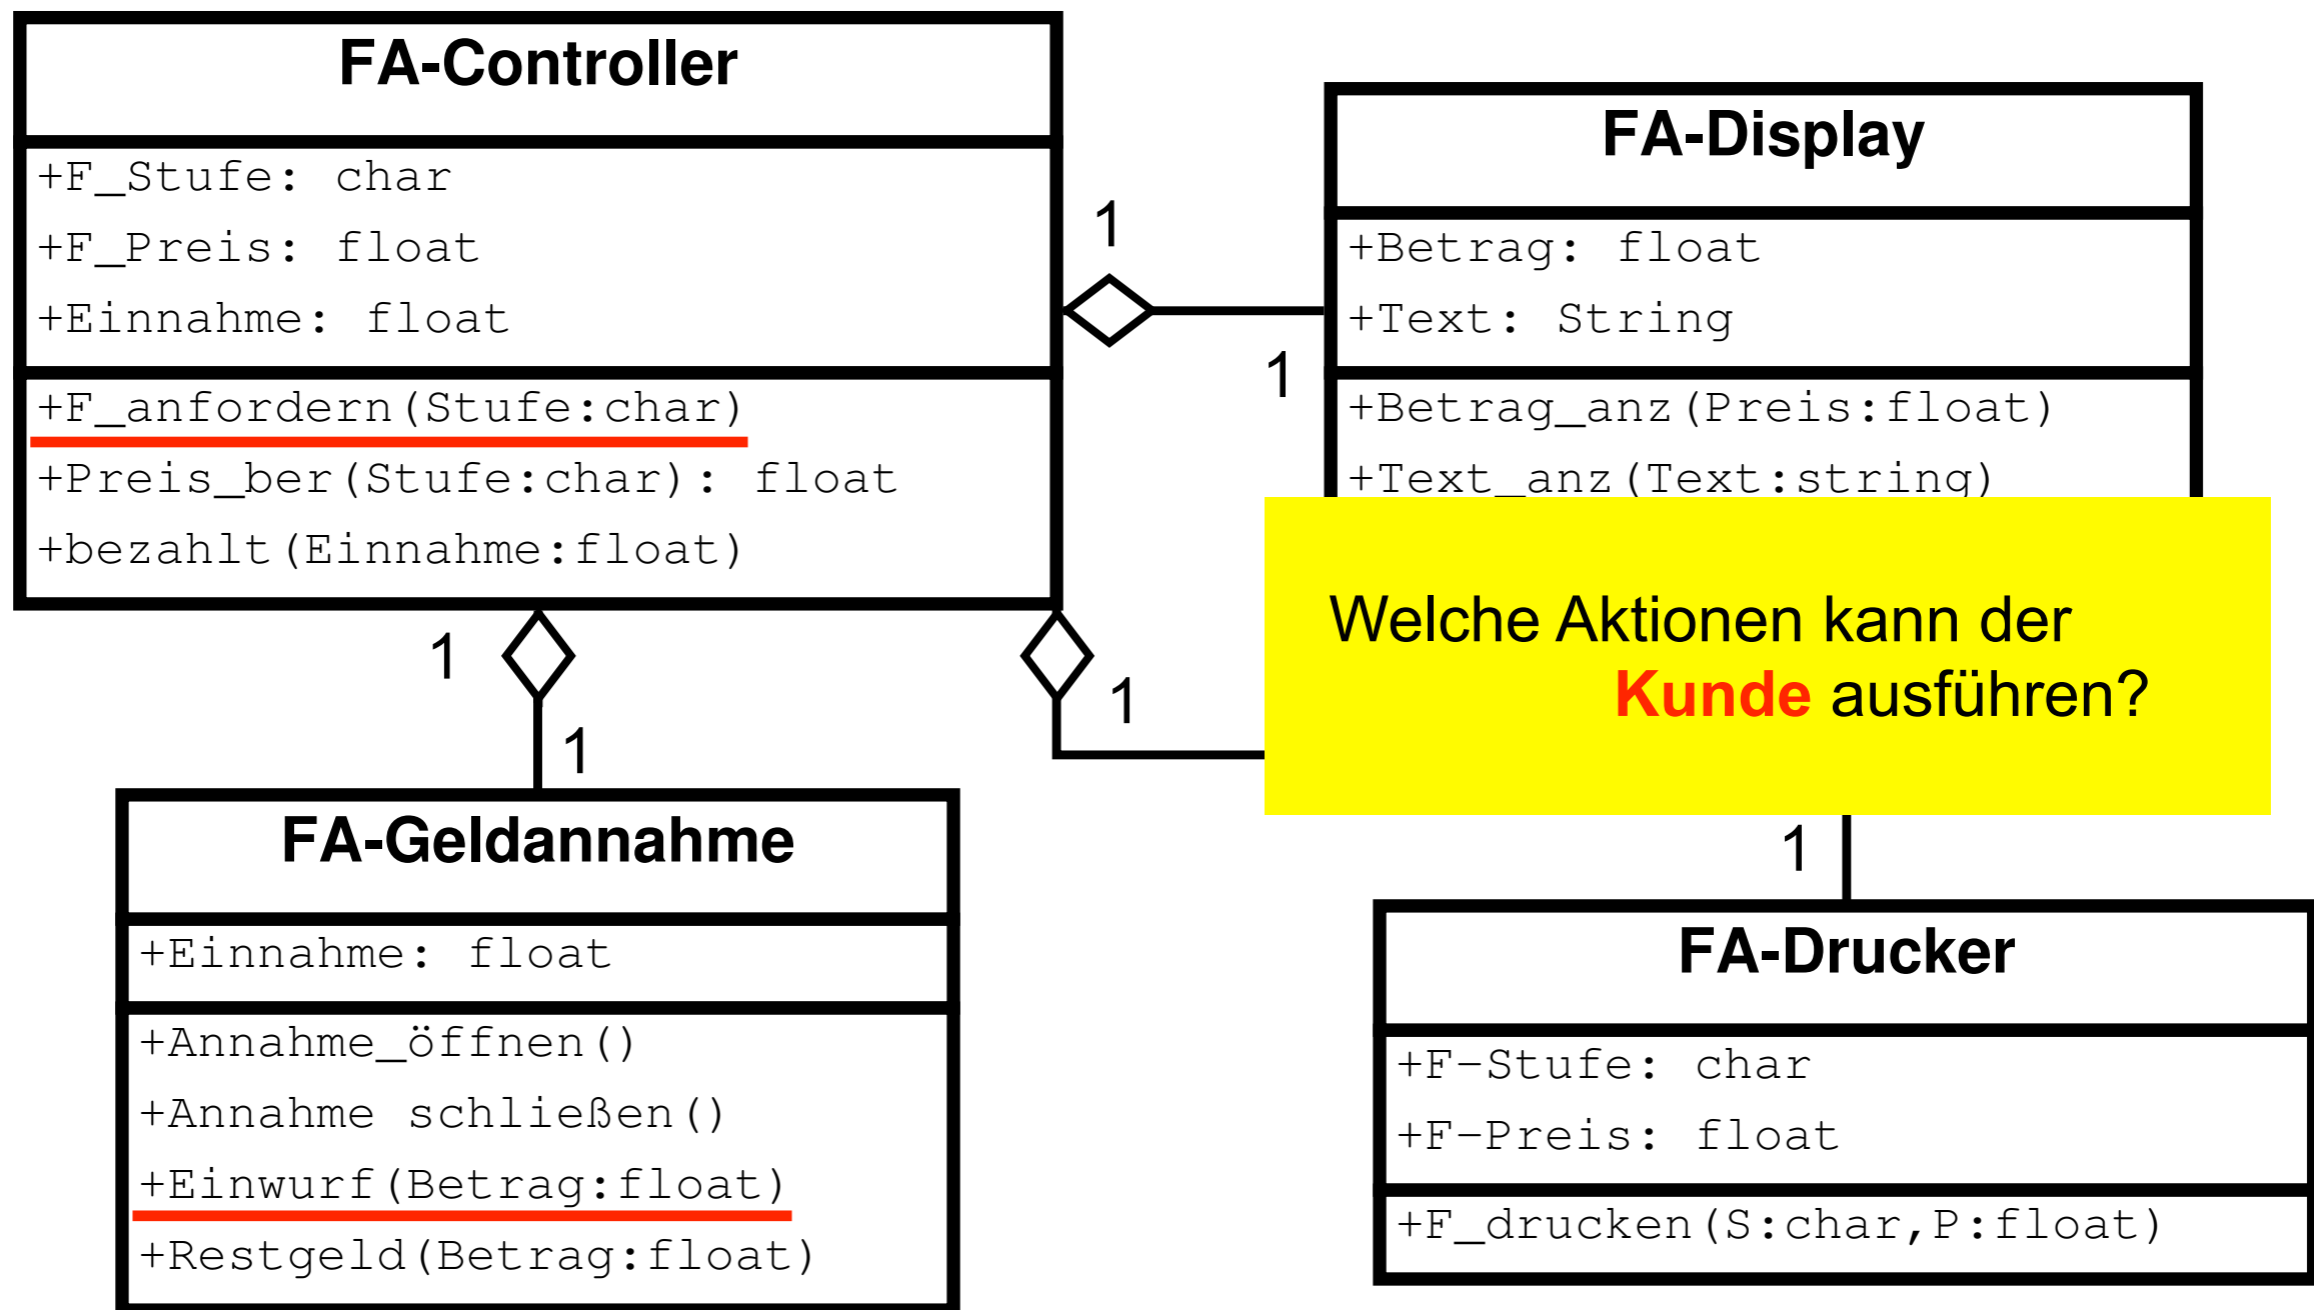 FA-Controller
+F_Stufe: char
+F_Preis: float
+Einnahme: float
+F_anfordern(Stufe:char)
+Preis_ber(Stufe:char): float
+bezahlt(Einnahme:float)
1
1
FA-Display
+Betrag: float
+Text: String
+Betrag_anz(Preis:float)
+Text_anz(Text:string)
Welche Aktionen kann der
Kunde ausführen?
1
1
1
1
FA-Geldannahme
+Einnahme: float
+Annahme_öffnen()
+Annahme schließen()
+Einwurf(Betrag:float)
+Restgeld(Betrag:float)
FA-Drucker
+F-Stufe: char
+F-Preis: float
+F_drucken(S:char,P:float)